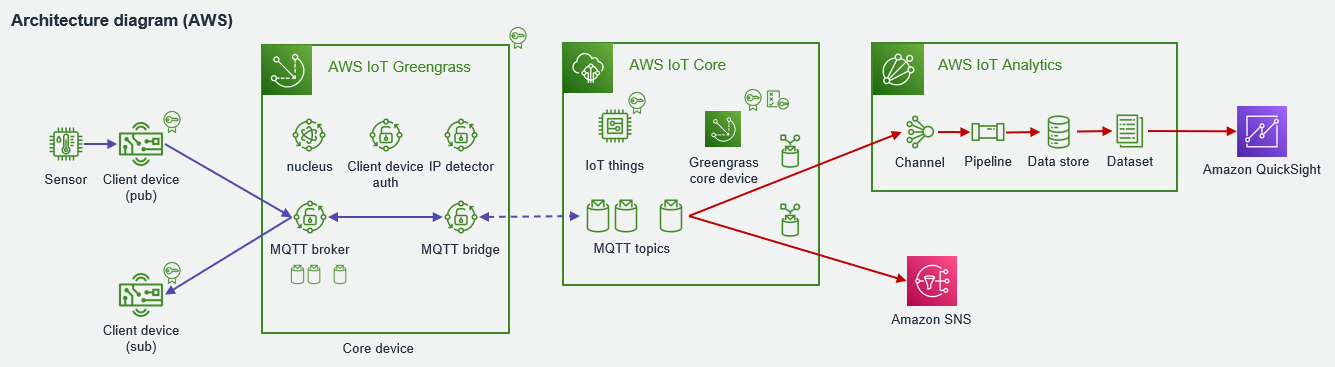 Architecture diagram (AWS)
AWS IoT Greengrass
AWS IoT Core
AWS IoT Analytics
Sensor
Client device
(pub)
nucleus
Client device
auth
IP detector
IoT things
Greengrass
core device
Channel
Pipeline
Data store
Dataset
Amazon QuickSight
MQTT broker
MQTT bridge
MQTT topics
Client device
(sub)
Core device
Amazon SNS